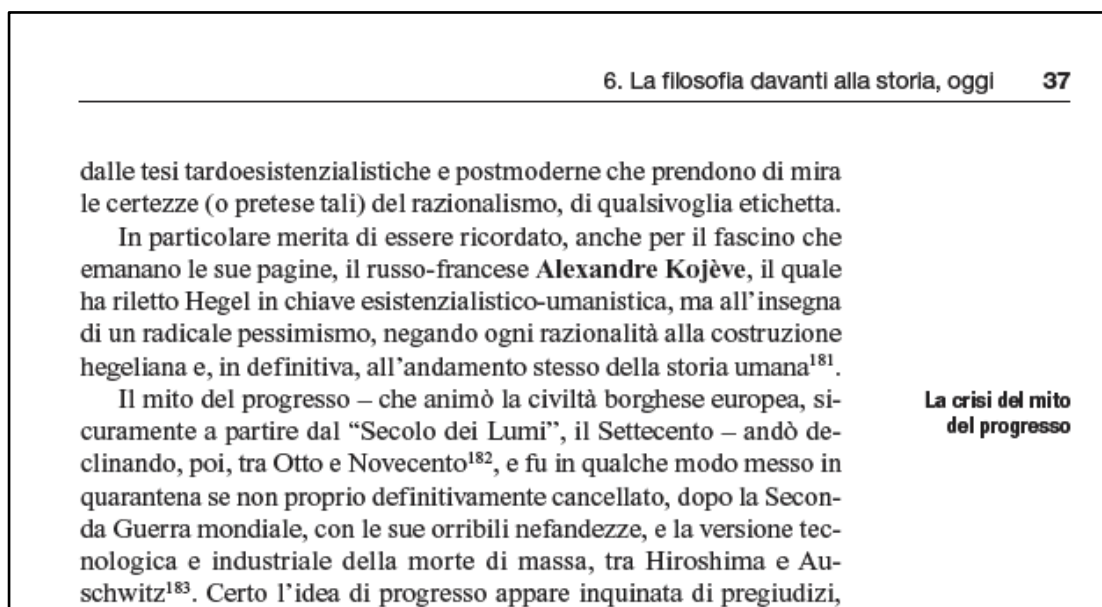 6. La filosofia davanti alla storia, oggi 37
dalle tesi tardoesistenzialistiche e postmoderne che prendono di mira
le certezze (o pretese tali) del razionalismo, di qualsivoglia etichetta.
In particolare merita di essere ricordato, anche per il fascino che
emanano le sue pagine, il russo-francese Alexandre Kojève, il quale
ha riletto Hegel in chiave esistenzialistico-umanistica, ma all'insegna
di un radicale pessimismo, negando ogni razionalità alla costruzione
hegeliana e, in definitiva, all'andamento stesso della storia umana¹⁸¹.
Il mito del progresso – che animò la civiltà borghese europea, si-
curamente a partire dal “Secolo dei Lumi”, il Settecento – andò de-
clinando, poi, tra Otto e Novecento¹⁸², e fu in qualche modo messo in
quarantena se non proprio definitivamente cancellato, dopo la Secon-
da Guerra mondiale, con le sue orribili nefandezze, e la versione tec-
nologica e industriale della morte di massa, tra Hiroshima e Au-
schwitz¹⁸³. Certo l'idea di progresso appare inquinata di pregiudizi,
La crisi del mito
del progresso